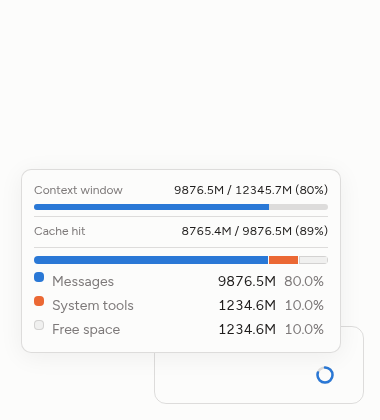 Context window 9876.5M / 12345.7M (80%)
Cache hit 8765.4M / 9876.5M (89%)
Messages 9876.5M 80.0%
System tools 1234.6M 10.0%
Free space 1234.6M 10.0%